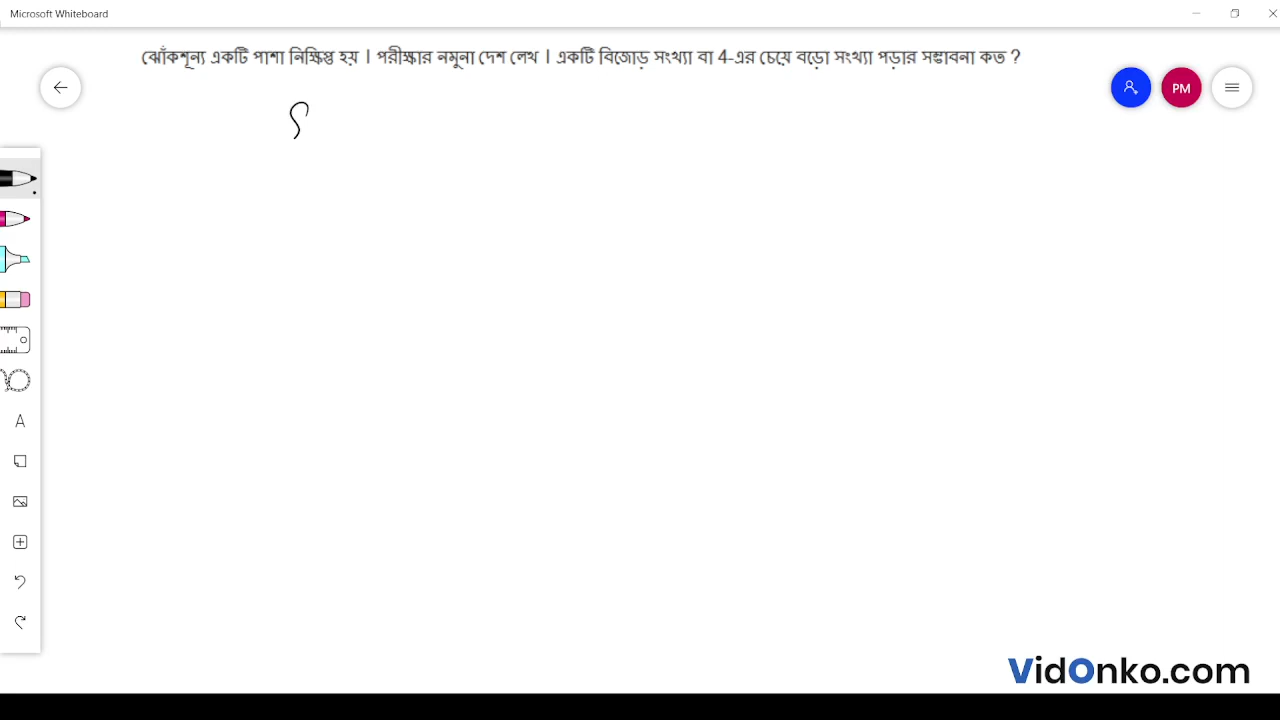 Microsoft Whiteboard
ঝোঁকশূন্য একটি পাশা নিক্ষিপ্ত হয় । পরীক্ষার নমুনা দেশ লেখ । একটি বিজোড় সংখ্যা বা 4-এর চেয়ে বড়ো সংখ্যা পড়ার সম্ভাবনা কত ?
S
PM
A
VidOnko.com